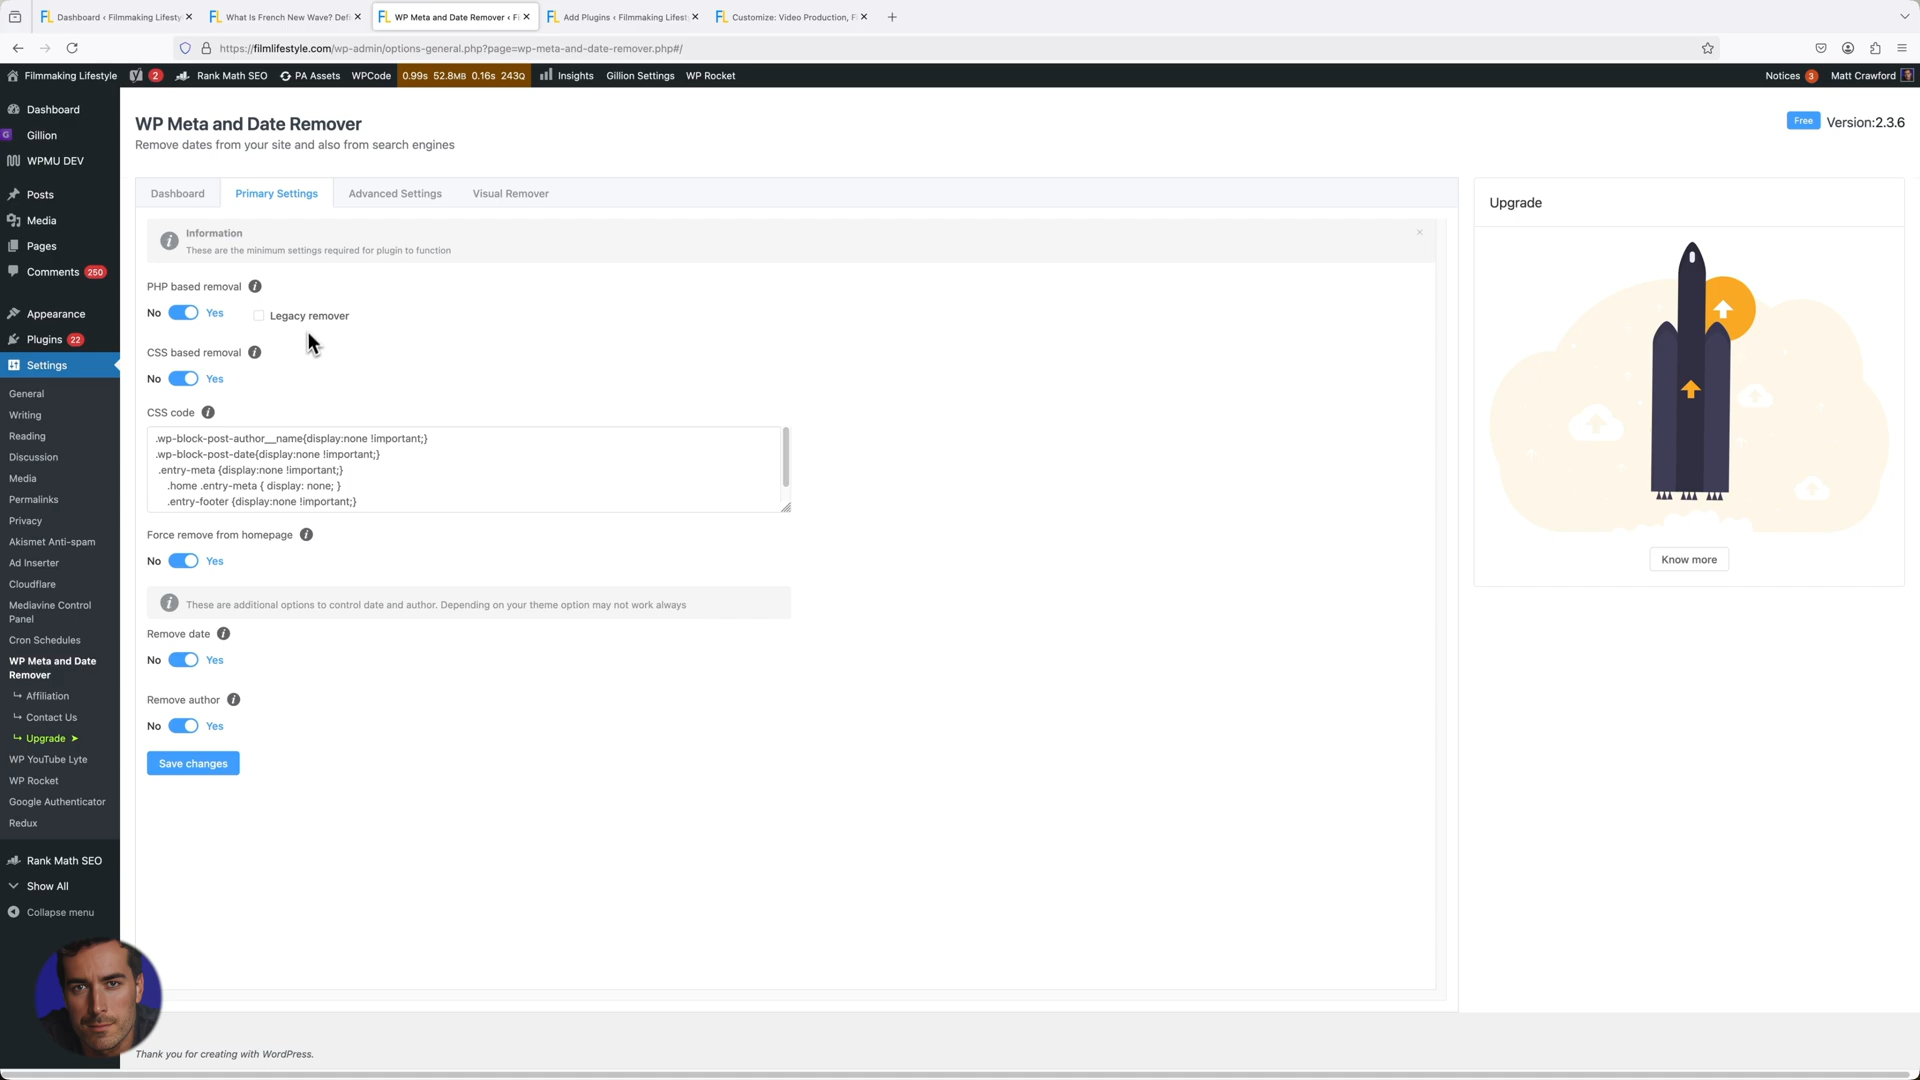 Dashboard ‹ Filmmaking Lifesty
What Is French New Wave? Defi
WP Meta and Date Remover ‹ Fi
Add Plugins ‹ Filmmaking Lifest
Customize: Video Production, F
https://filmlifestyle.com/wp-admin/options-general.php?page=wp-meta-and-date-remover.php#/
Filmmaking Lifestyle 2 Rank Math SEO PA Assets WPCode 0.99s 52.8MB 0.16s 243Q Insights Gillion Settings WP Rocket Notices 3 Matt Crawford
Dashboard
Gillion
WPMU DEV
Posts
Media
Pages
Comments 250
Appearance
Plugins 22
Settings
General
Writing
Reading
Discussion
Media
Permalinks
Privacy
Akismet Anti-spam
Ad Inserter
Cloudflare
Mediavine Control
Panel
Cron Schedules
WP Meta and Date
Remover
↳ Affiliation
↳ Contact Us
↳ Upgrade ➤
WP YouTube Lyte
WP Rocket
Google Authenticator
Redux
Rank Math SEO
Show All
Collapse menu
WP Meta and Date Remover
Remove dates from your site and also from search engines
Free Version:2.3.6
Dashboard Primary Settings Advanced Settings Visual Remover
Information
These are the minimum settings required for plugin to function
PHP based removal
No Yes Legacy remover
CSS based removal
No Yes
CSS code
.wp-block-post-author__name{display:none !important;}
.wp-block-post-date{display:none !important;}
.entry-meta {display:none !important;}
.home .entry-meta { display: none; }
.entry-footer {display:none !important;}
Force remove from homepage
No Yes
These are additional options to control date and author. Depending on your theme option may not work always
Remove date
No Yes
Remove author
No Yes
Save changes
Upgrade
Know more
Thank you for creating with WordPress.